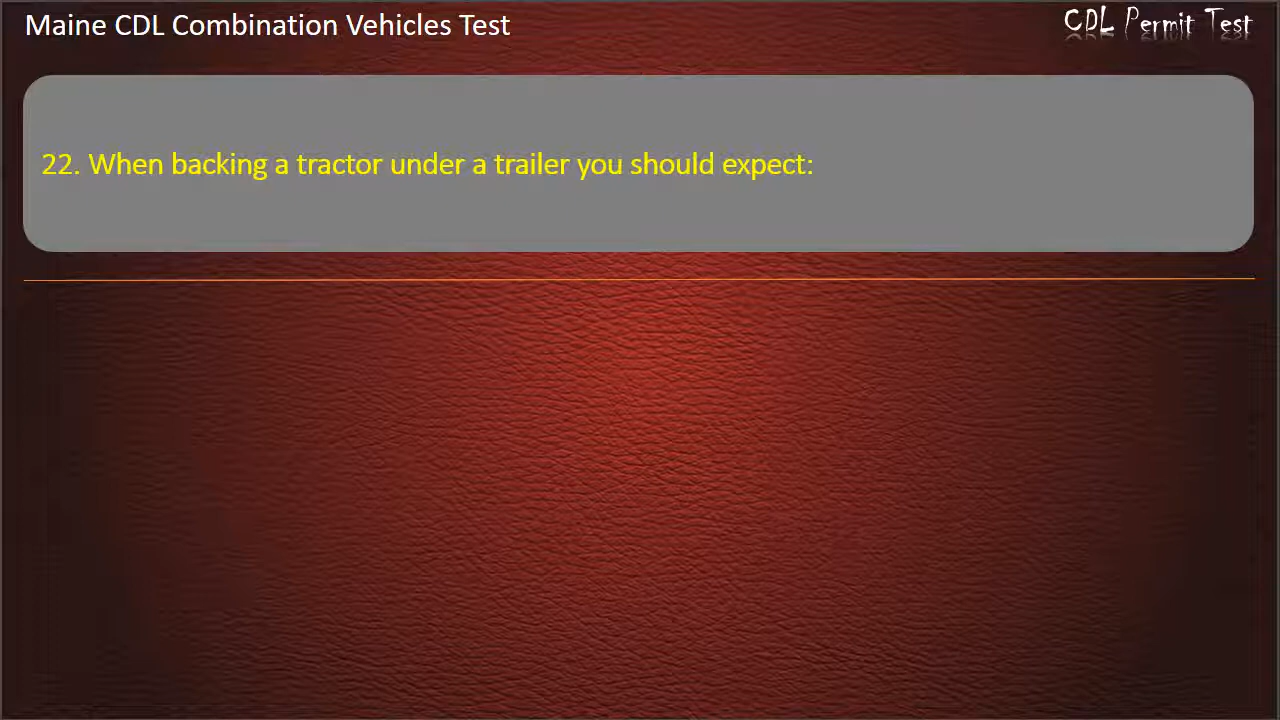 Maine CDL Combination Vehicles Test
CDL Permit Test
22. When backing a tractor under a trailer you should expect: